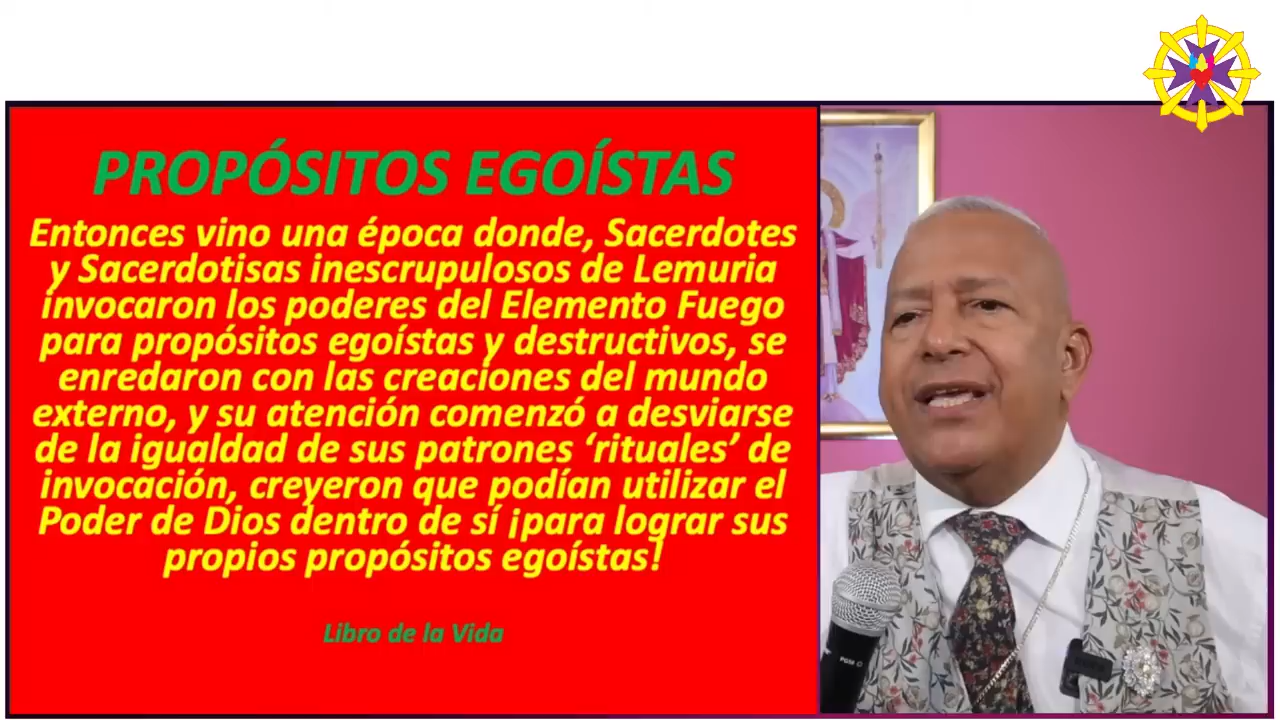 PROPÓSITOS EGOÍSTAS
Entonces vino una época donde, Sacerdotes
y Sacerdotisas inescrupulosos de Lemuria
invocaron los poderes del Elemento Fuego
para propósitos egoístas y destructivos, se
enredaron con las creaciones del mundo
externo, y su atención comenzó a desviarse
de la igualdad de sus patrones ‘rituales’ de
invocación, creyeron que podían utilizar el
Poder de Dios dentro de sí ¡para lograr sus
propios propósitos egoístas!
Libro de la Vida